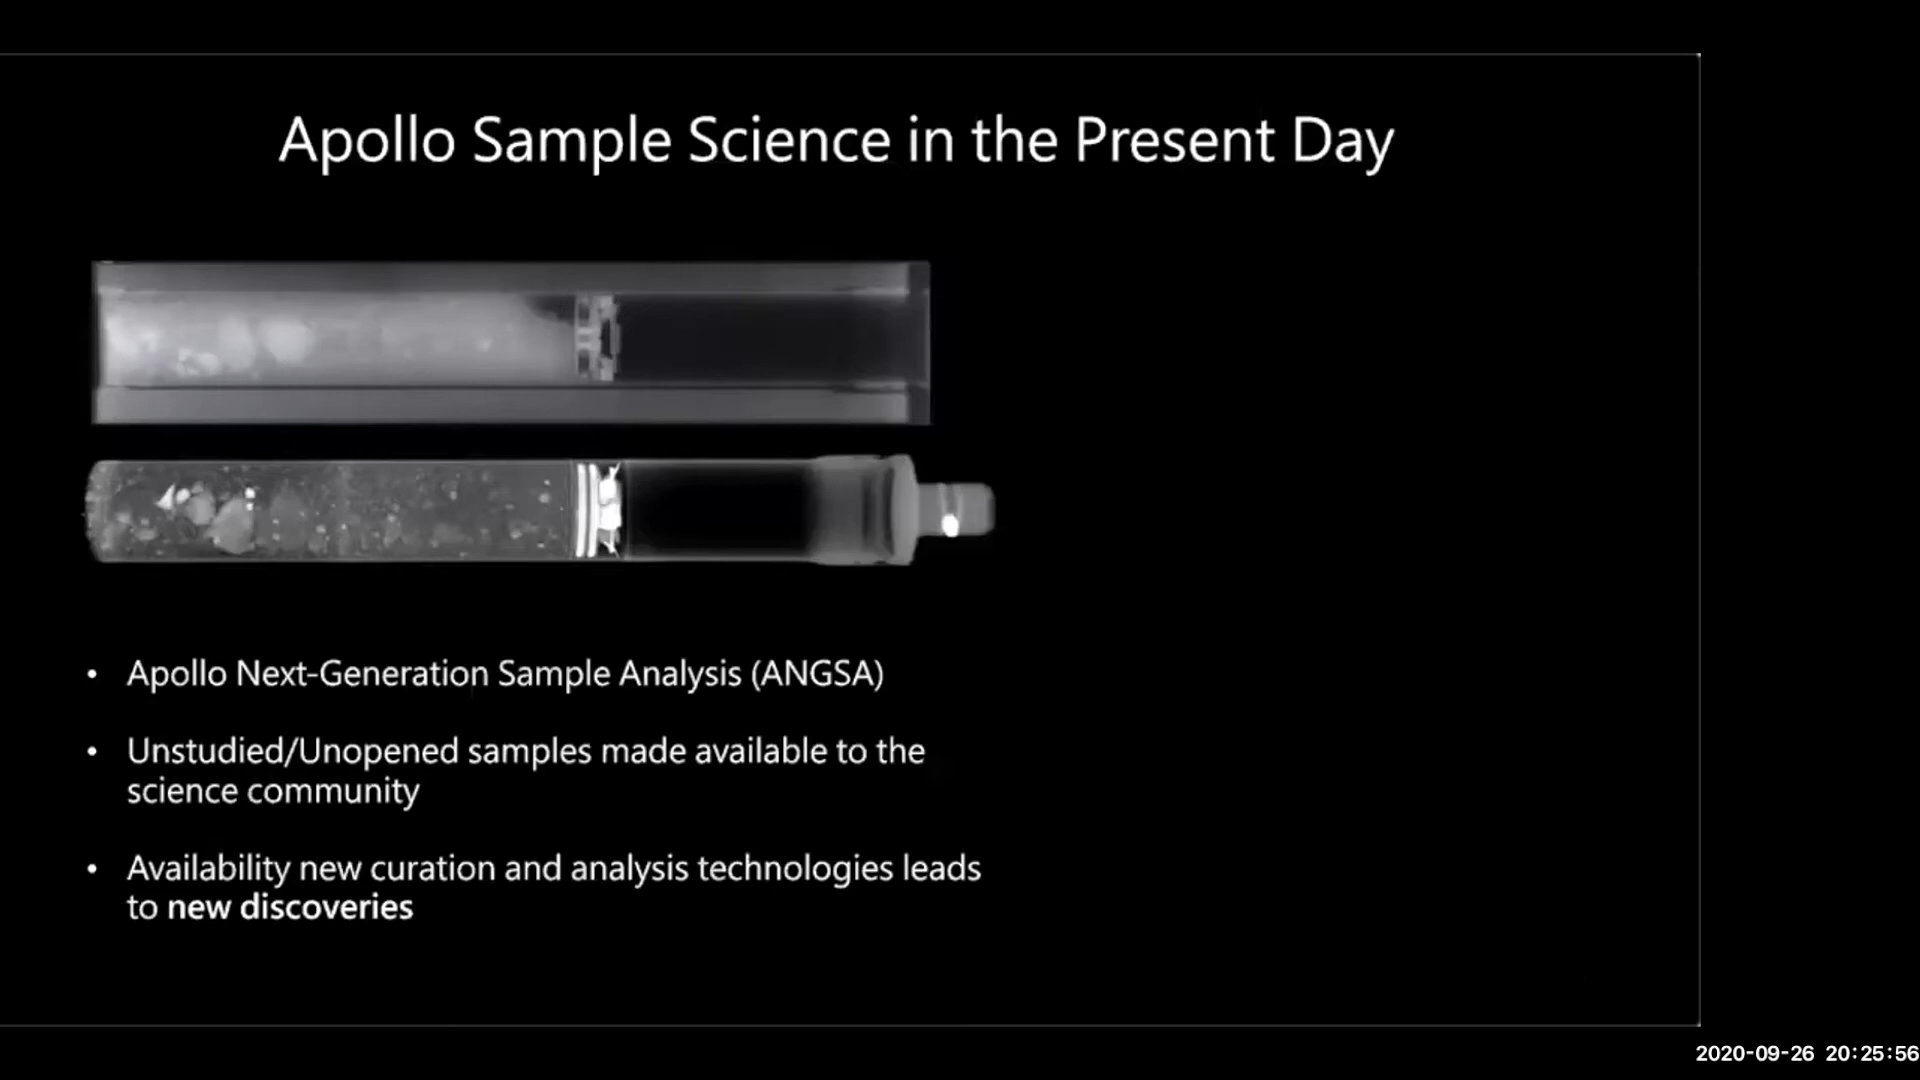 Apollo Sample Science in the Present Day
• Apollo Next-Generation Sample Analysis (ANGSA)
• Unstudied/Unopened samples made available to the
science community
• Availability new curation and analysis technologies leads
to new discoveries
2020-09-26 20:25:56